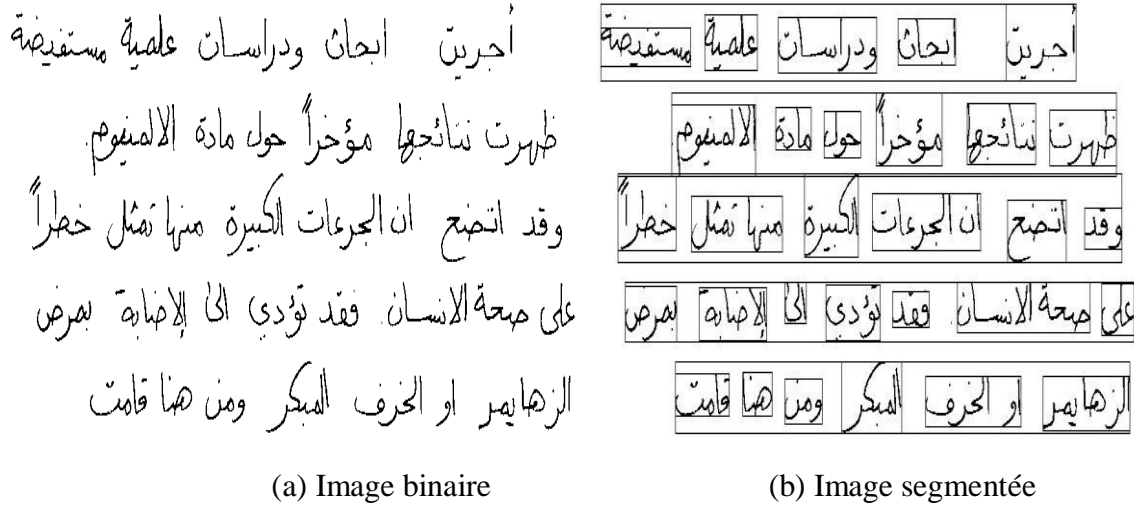 أجريت ابحاث ودراسات علمية مستفيضة
ظهرت نتائجها مؤخراً حول مادة الالمنيوم.
وقد اتضح ان الجرعات الكبيرة منها تمثل خطراً
على صحة الانسان. فقد تؤدي الى الإصابة بمرض
الزهايمر او الخرف المبكر ومن هنا قامت
(a) Image binaire
أجريت ابحاث ودراسات علمية مستفيضة
ظهرت نتائجها مؤخراً حول مادة الالمنيوم.
وقد اتضح ان الجرعات الكبيرة منها تمثل خطراً
على صحة الانسان. فقد تؤدي الى الإصابة بمرض
الزهايمر او الخرف المبكر ومن هنا قامت
(b) Image segmentée